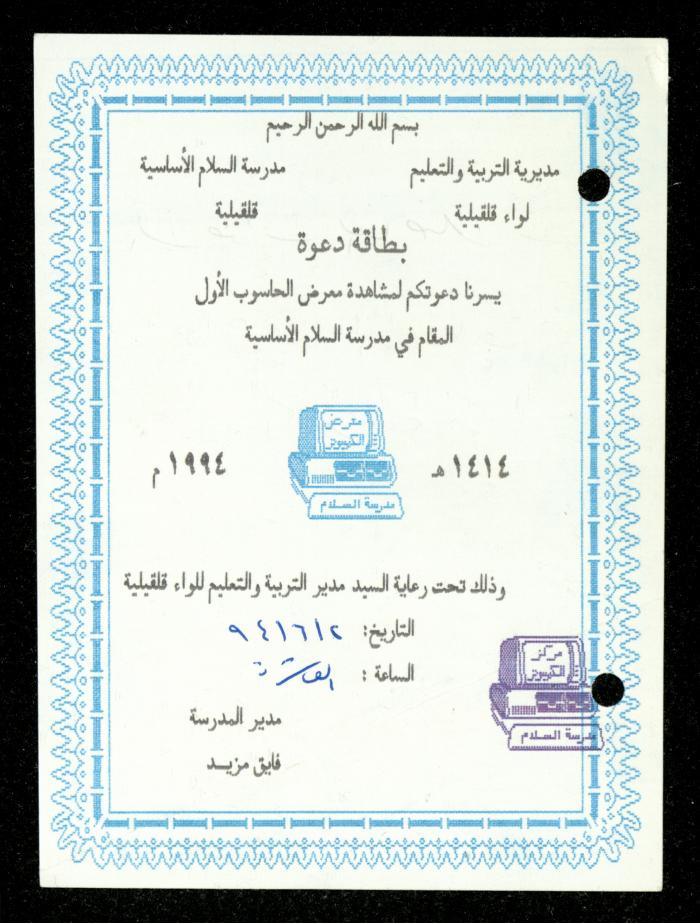 بسم الله الرحمن الرحيم
مديرية التربية والتعليم
لواء قلقيلية
مدرسة السلام الأساسية
قلقيلية
بطاقة دعوة
يسرنا دعوتكم لمشاهدة معرض الحاسوب الأول
المقام في مدرسة السلام الأساسية
١٤١٤ هـ
معرض
الكمبيوتر
مدرسة السلام
١٩٩٤ م
وذلك تحت رعاية السيد مدير التربية والتعليم للواء قلقيلية
التاريخ: ٩٤/٦/٢
الساعة : العاشرة
مدير المدرسة
فايق مزيد
مركز
الكمبيوتر
مدرسة السلام